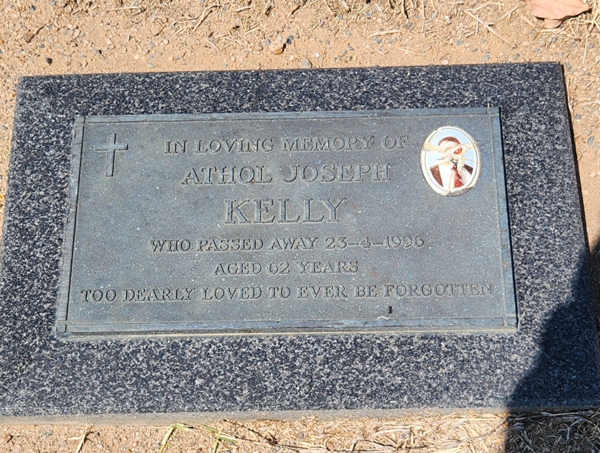 IN LOVING MEMORY OF
ATHOL JOSEPH
KELLY
WHO PASSED AWAY 23-4-1996
AGED 62 YEARS
TOO DEARLY LOVED TO EVER BE FORGOTTEN